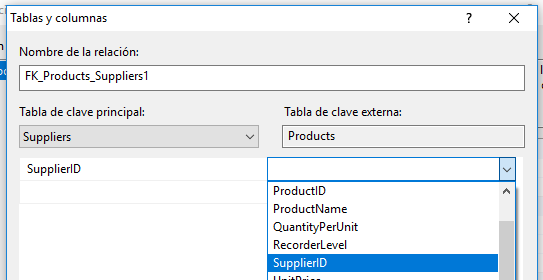 Tablas y columnas
?
Nombre de la relación:
FK_Products_Suppliers1
Tabla de clave principal:
Tabla de clave externa:
Suppliers
Products
SupplierID
ProductID
ProductName
QuantityPerUnit
RecorderLevel
SupplierID
UnitPrice